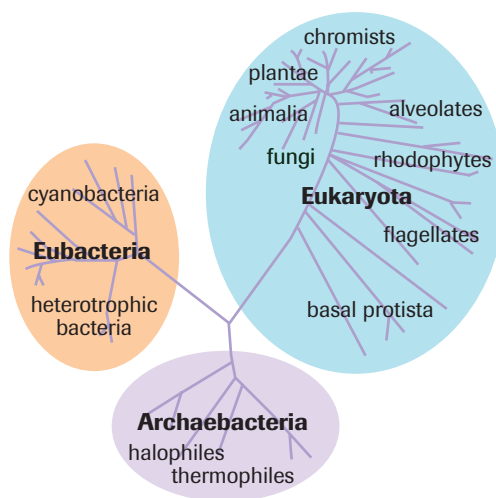 chromists
plantae
animalia
alveolates
fungi
rhodophytes
Eukaryota
flagellates
basal protista
cyanobacteria
Eubacteria
heterotrophic
bacteria
Archaebacteria
halophiles
thermophiles